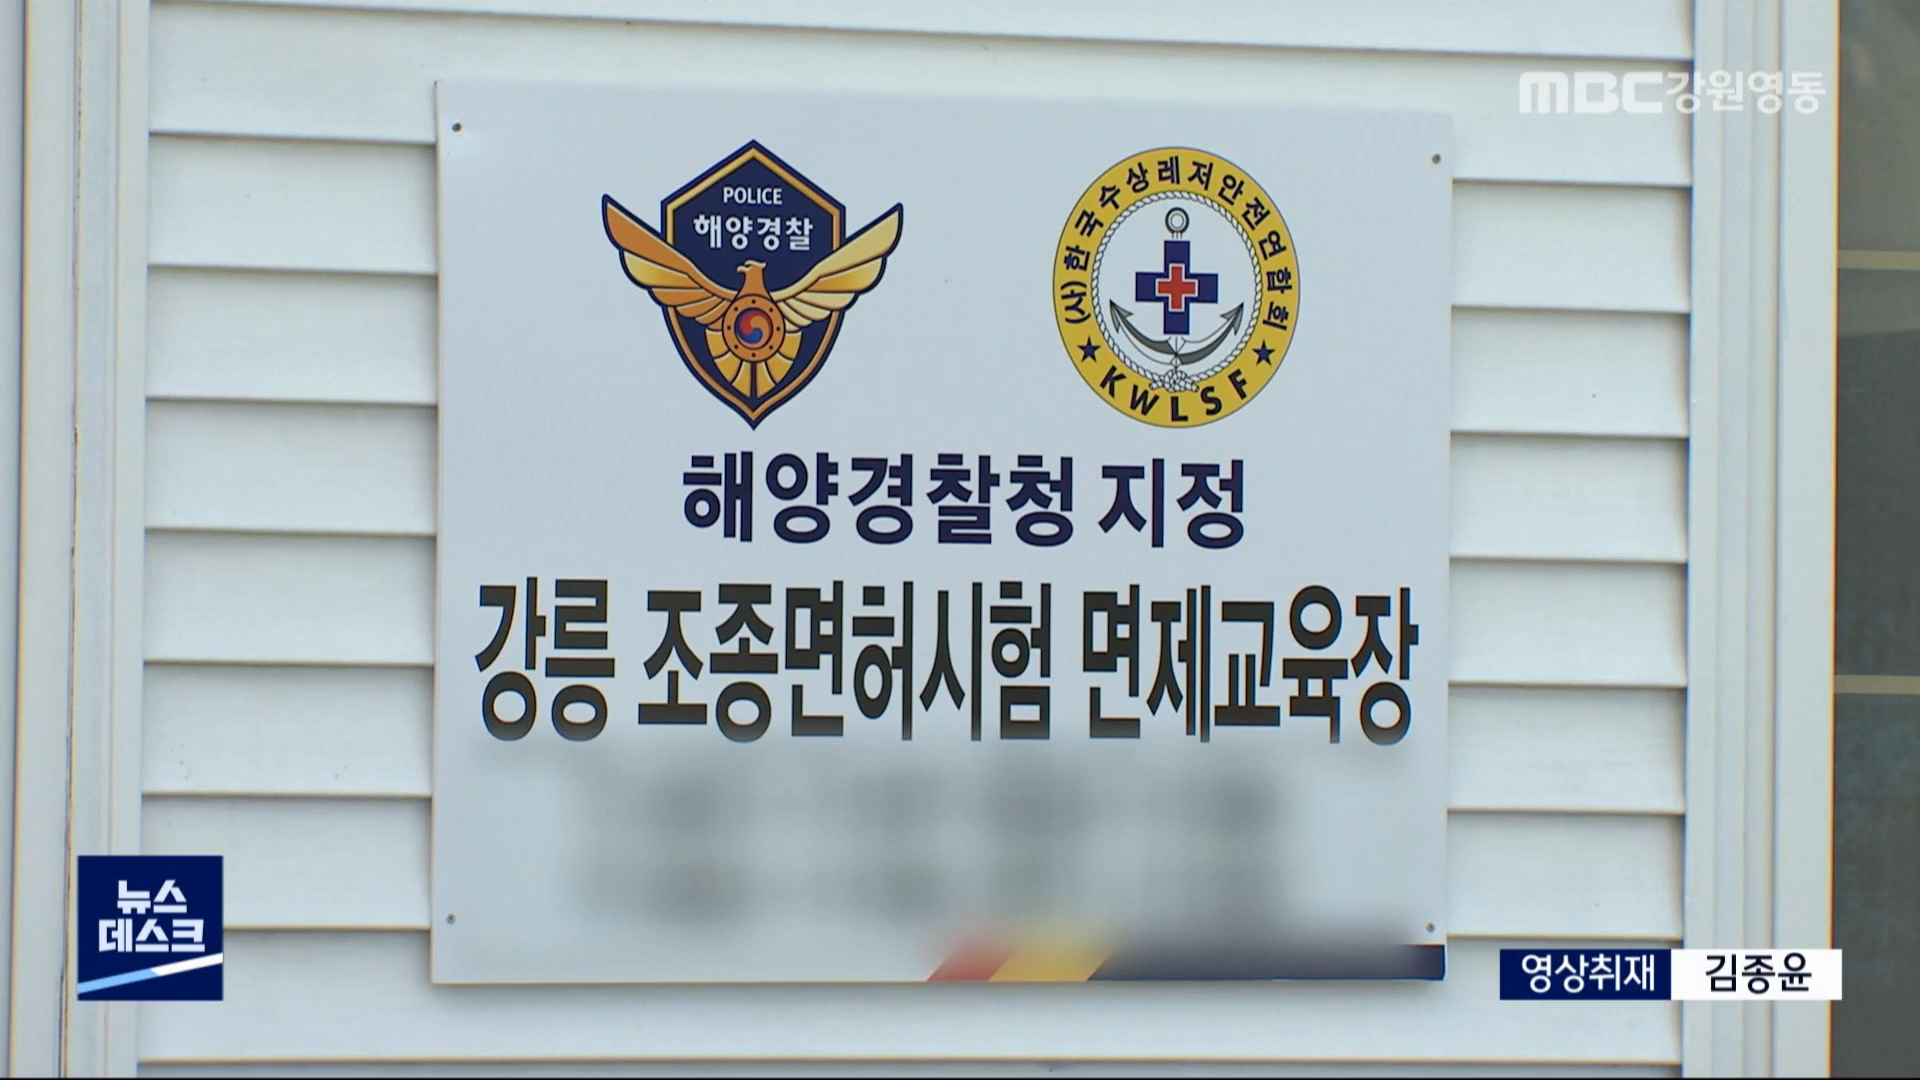 MBC강원영동
POLICE
해양경찰
(사)한국수상레저안전연합회
★ KWLSF ★
해양경찰청 지정
강릉 조종면허시험 면제교육장
뉴스
데스크
영상취재 김종윤